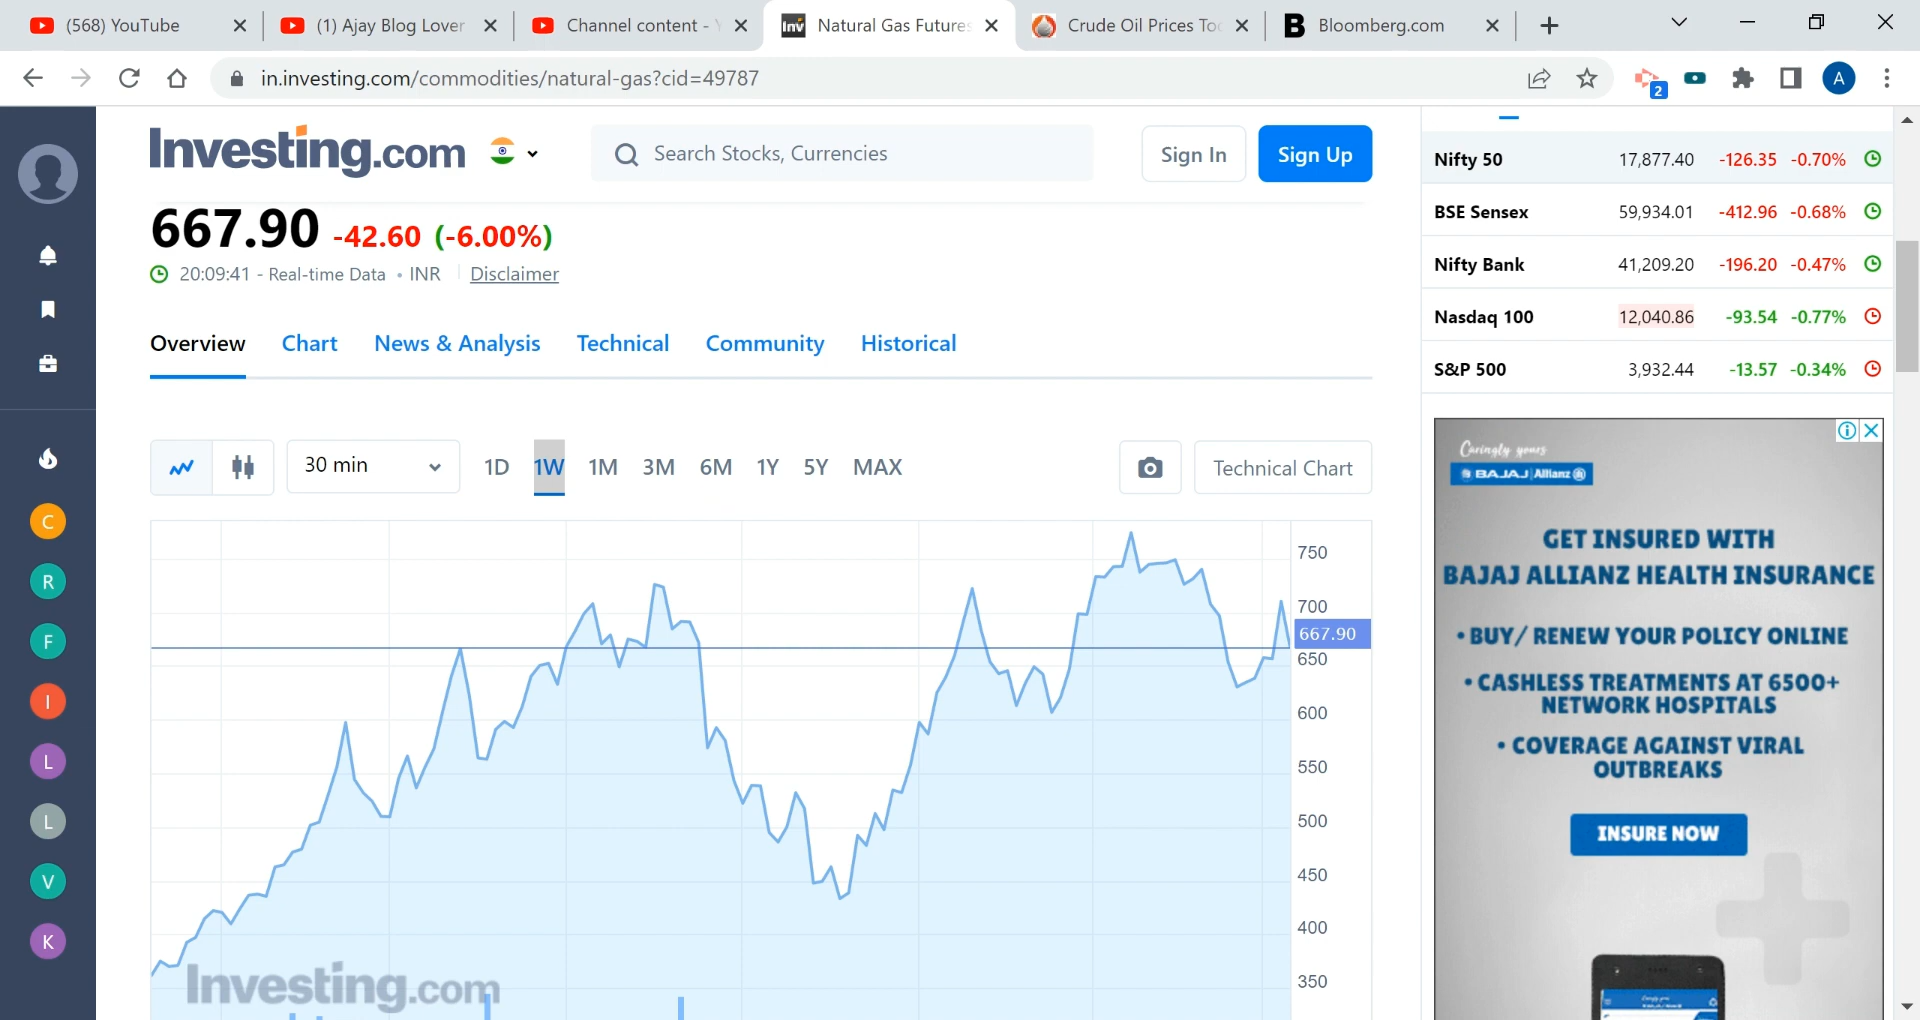 (568) YouTube
(1) Ajay Blog Lover
Channel content -
Natural Gas Futures
Crude Oil Prices To
Bloomberg.com
in.investing.com/commodities/natural-gas?cid=49787
2
A
Investing.com
Search Stocks, Currencies
Sign In
Sign Up
667.90 -42.60 (-6.00%)
20:09:41 - Real-time Data • INR Disclaimer
Overview Chart News & Analysis Technical Community Historical
30 min
1D 1W 1M 3M 6M 1Y 5Y MAX
Technical Chart
750
700
667.90
650
600
550
500
450
400
350
Investing.com
C
R
F
I
L
L
V
K
Nifty 50 17,877.40 -126.35 -0.70%
BSE Sensex 59,934.01 -412.96 -0.68%
Nifty Bank 41,209.20 -196.20 -0.47%
Nasdaq 100 12,040.86 -93.54 -0.77%
S&P 500 3,932.44 -13.57 -0.34%
Caringly yours
BAJAJ Allianz
GET INSURED WITH
BAJAJ ALLIANZ HEALTH INSURANCE
• BUY/ RENEW YOUR POLICY ONLINE
• CASHLESS TREATMENTS AT 6500+
NETWORK HOSPITALS
• COVERAGE AGAINST VIRAL
OUTBREAKS
INSURE NOW